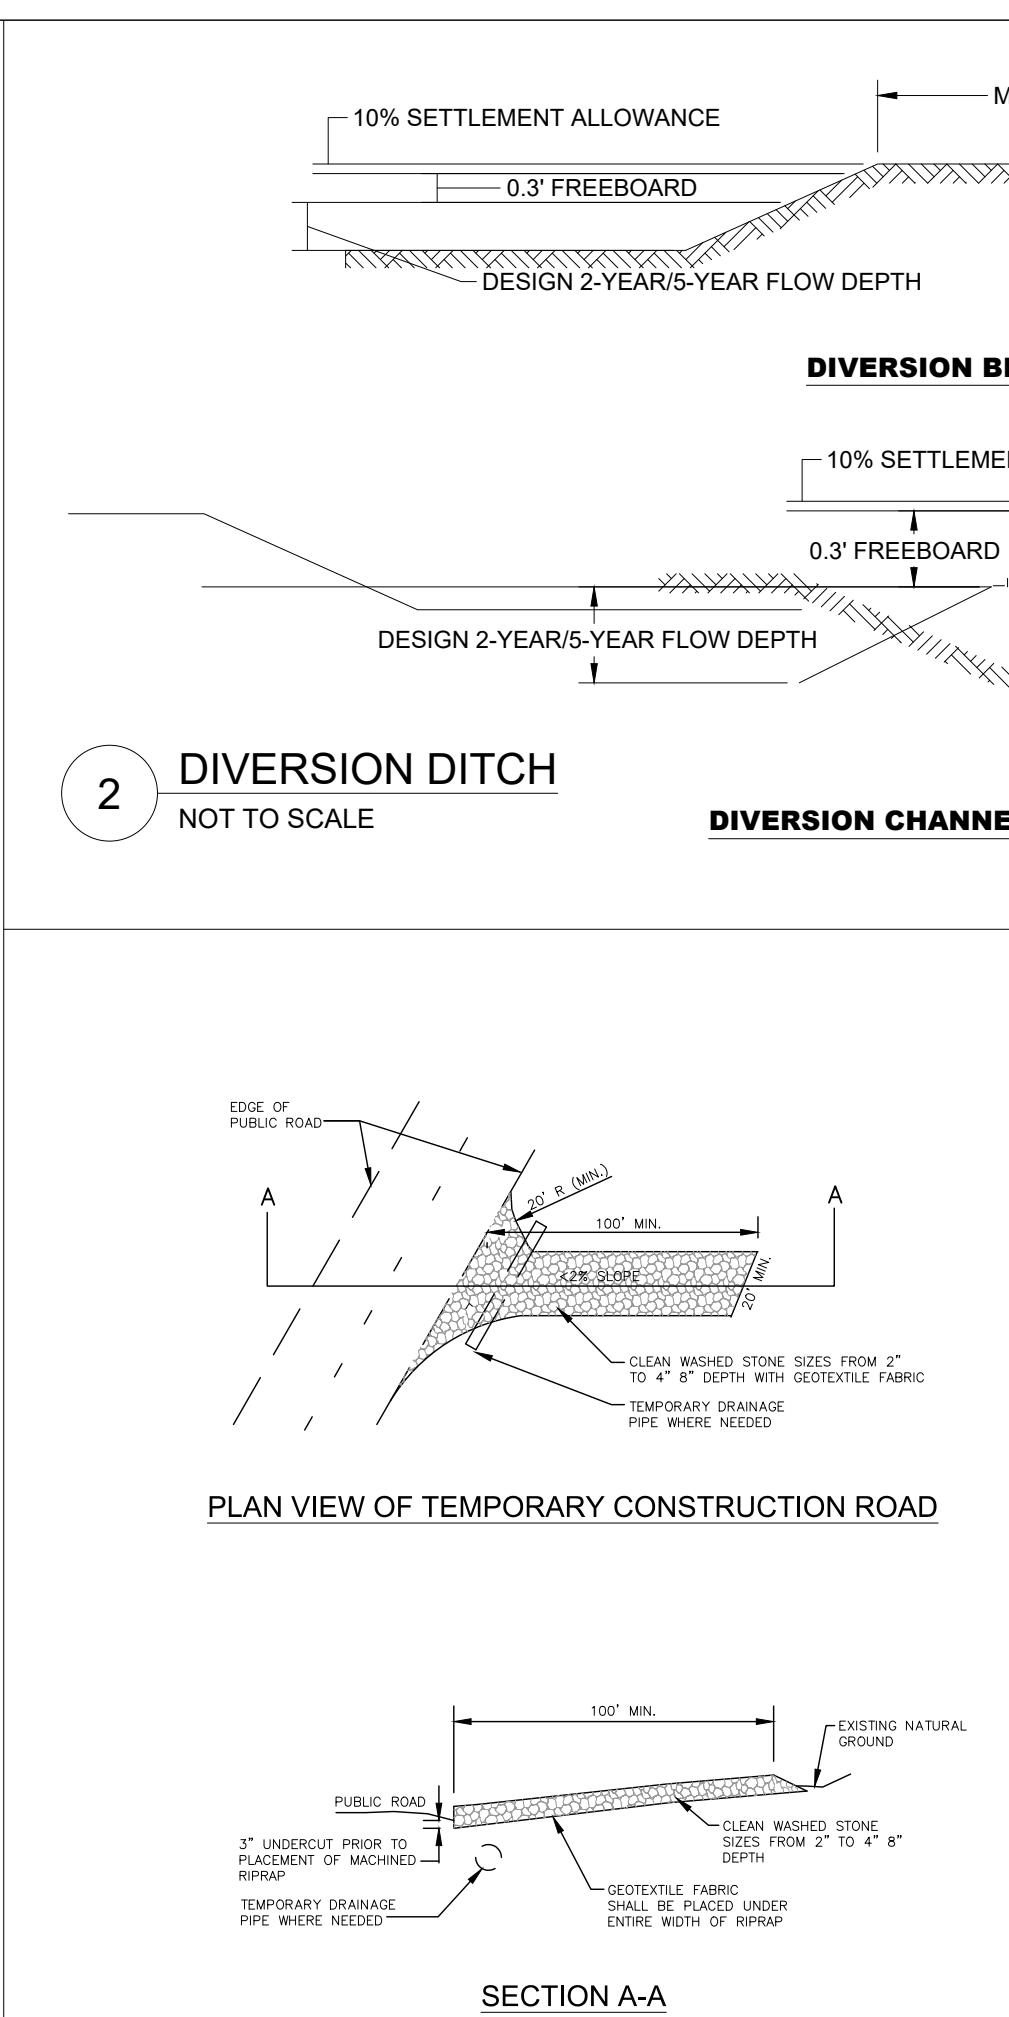 M
10% SETTLEMENT ALLOWANCE
0.3' FREEBOARD
DESIGN 2-YEAR/5-YEAR FLOW DEPTH
DIVERSION B
10% SETTLEME
0.3' FREEBOARD
DESIGN 2-YEAR/5-YEAR FLOW DEPTH
2
DIVERSION DITCH
NOT TO SCALE
DIVERSION CHANNE
EDGE OF
PUBLIC ROAD
A
A
20' R (MIN.)
100' MIN.
<2% SLOPE
20' MIN.
CLEAN WASHED STONE SIZES FROM 2"
TO 4" 8" DEPTH WITH GEOTEXTILE FABRIC
TEMPORARY DRAINAGE
PIPE WHERE NEEDED
PLAN VIEW OF TEMPORARY CONSTRUCTION ROAD
100' MIN.
EXISTING NATURAL
GROUND
PUBLIC ROAD
3" UNDERCUT PRIOR TO
PLACEMENT OF MACHINED
RIPRAP
CLEAN WASHED STONE
SIZES FROM 2" TO 4" 8"
DEPTH
TEMPORARY DRAINAGE
PIPE WHERE NEEDED
GEOTEXTILE FABRIC
SHALL BE PLACED UNDER
ENTIRE WIDTH OF RIPRAP
SECTION A-A